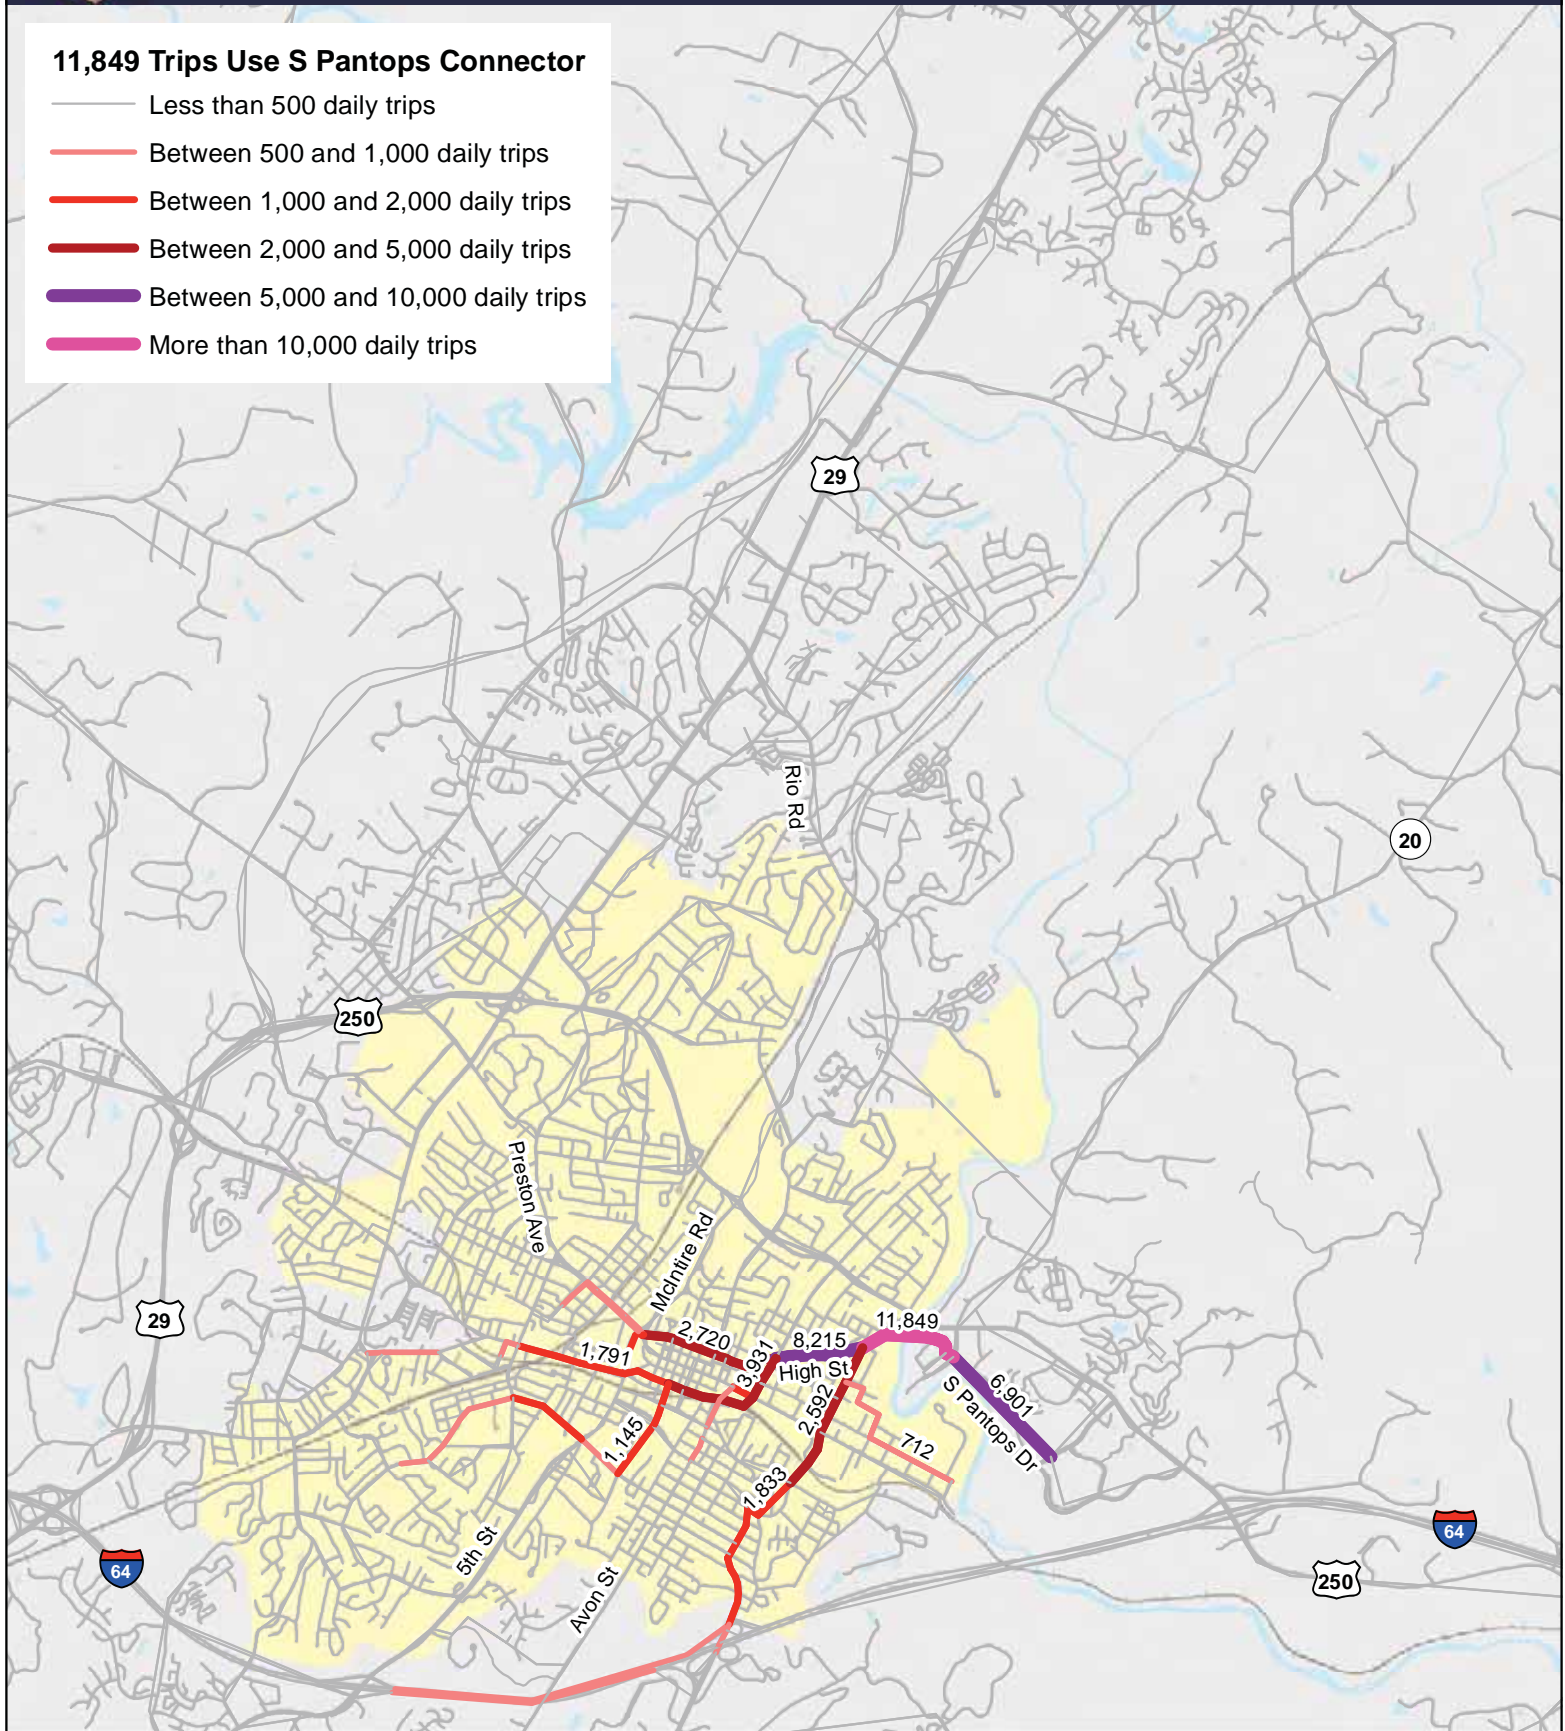 11,849 Trips Use S Pantops Connector
Less than 500 daily trips
Between 500 and 1,000 daily trips
Between 1,000 and 2,000 daily trips
Between 2,000 and 5,000 daily trips
Between 5,000 and 10,000 daily trips
More than 10,000 daily trips
29
Rio Rd
20
250
Preston Ave
McIntire Rd
29
11,849
2,720
8,215
1,791
3,931
High St
6,901
S Pantops Dr
2,592
1,145
712
1,833
64
5th St
64
250
Avon St